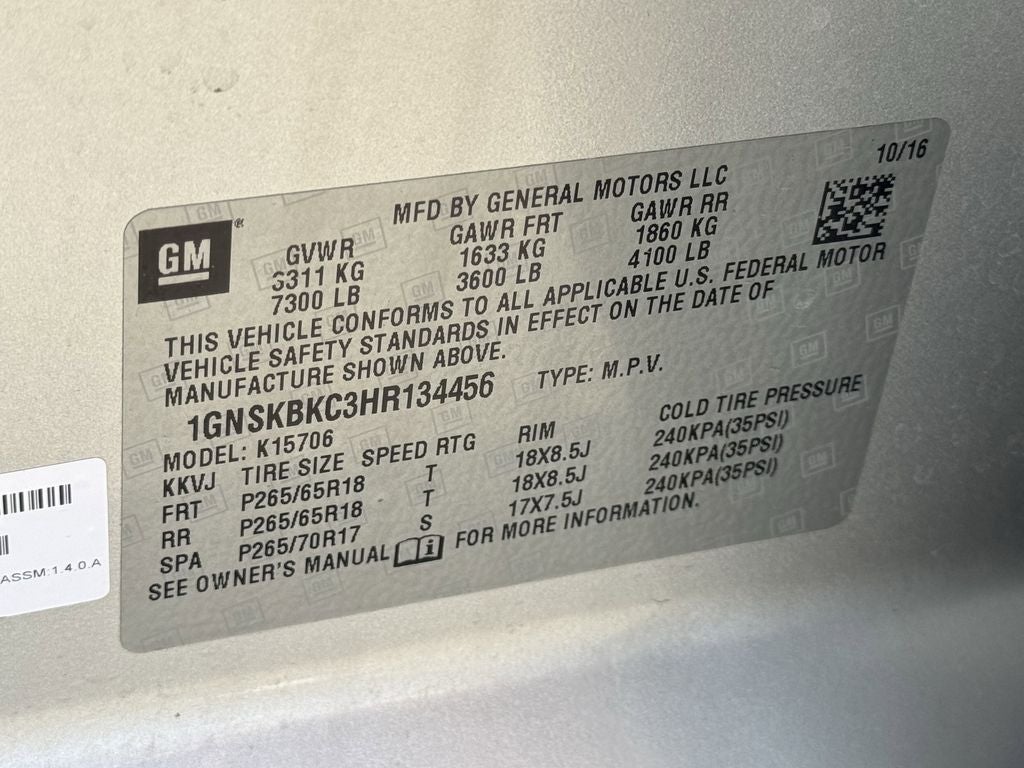 10/16
GM®
MFD BY GENERAL MOTORS LLC
GVWR GAWR FRT GAWR RR
3311 KG 1633 KG 1860 KG
7300 LB 3600 LB 4100 LB
THIS VEHICLE CONFORMS TO ALL APPLICABLE U.S. FEDERAL MOTOR
VEHICLE SAFETY STANDARDS IN EFFECT ON THE DATE OF
MANUFACTURE SHOWN ABOVE.
1GNSKBKC3HR134456 TYPE: M.P.V.
MODEL: K15706
KKVJ TIRE SIZE SPEED RTG RIM COLD TIRE PRESSURE
FRT P265/65R18 T 18X8.5J 240KPA(35PSI)
RR P265/65R18 T 18X8.5J 240KPA(35PSI)
SPA P265/70R17 S 17X7.5J 240KPA(35PSI)
SEE OWNER'S MANUAL FOR MORE INFORMATION.
ASSM:1.4.0.A